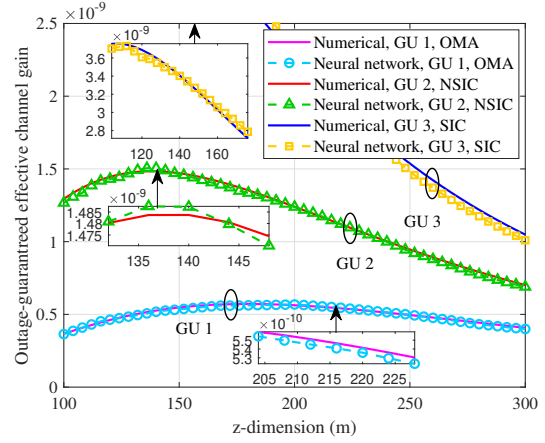 ×10⁻⁹
Outage-guarantreed effective channel gain
2.5
2
1.5
1
0.5
0
×10⁻⁹
3.6
3.4
3.2
3
2.8
120 140 160
Numerical, GU 1, OMA
Neural network, GU 1, OMA
Numerical, GU 2, NSIC
Neural network, GU 2, NSIC
Numerical, GU 3, SIC
Neural network, GU 3, SIC
×10⁻⁹
1.485
1.48
1.475
136 140 145
GU 3
GU 2
GU 1
×10⁻¹⁰
5.5
5.4
5.3
205 210 215 220 225
100 150 200 250 300
z-dimension (m)